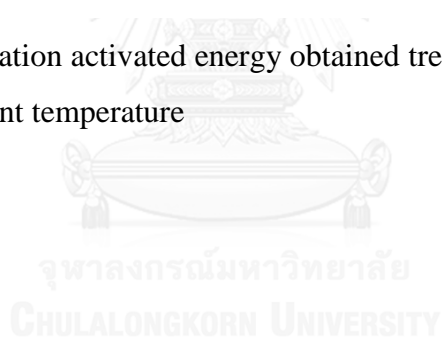 ation activated energy obtained tre
nt temperature
จุฬาลงกรณ์มหาวิทยาลัย
CHULALONGKORN UNIVERSITY